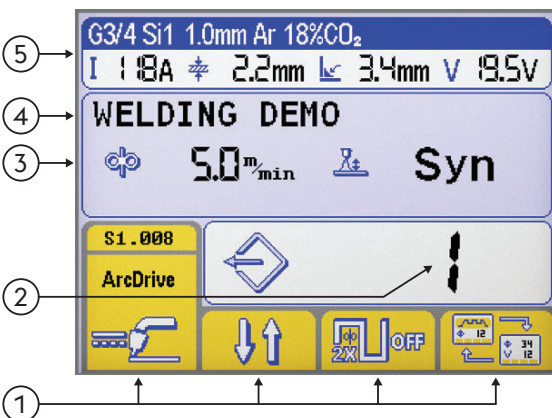 G3/4 Si1 1.0mm Ar 18%CO₂
I 118A 2.2mm 3.4mm V 19.5V
WELDING DEMO
5.0 m/min Syn
S1.008
ArcDrive
1
2X OFF
Φ 12
Φ 34
V 12
5
4
3
2
1